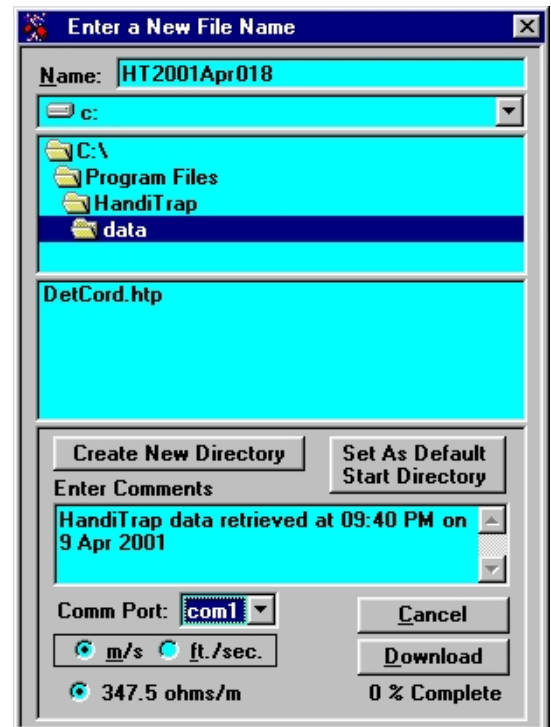 Enter a New File Name
Name: HT2001Apr018
c:
C:\
Program Files
HandiTrap
data
DetCord.htp
Create New Directory
Set As Default
Start Directory
Enter Comments
HandiTrap data retrieved at 09:40 PM on
9 Apr 2001
Comm Port: com1
Cancel
m/s ft./sec.
Download
347.5 ohms/m
0 % Complete